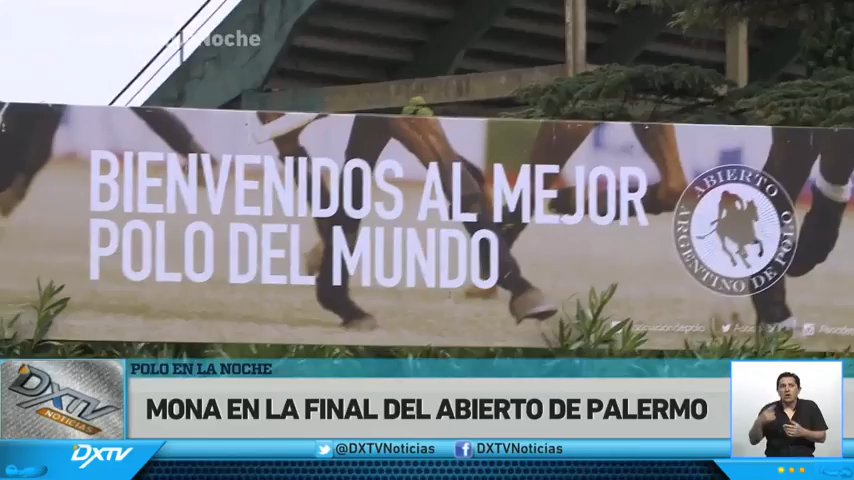 Noche
BIENVENIDOS AL MEJOR
POLO DEL MUNDO
ABIERTO
ARGENTINO DE POLO
POLO EN LA NOCHE
DXTV
NOTICIAS
MONA EN LA FINAL DEL ABIERTO DE PALERMO
DXTV
@DXTVNoticias
DXTVNoticias